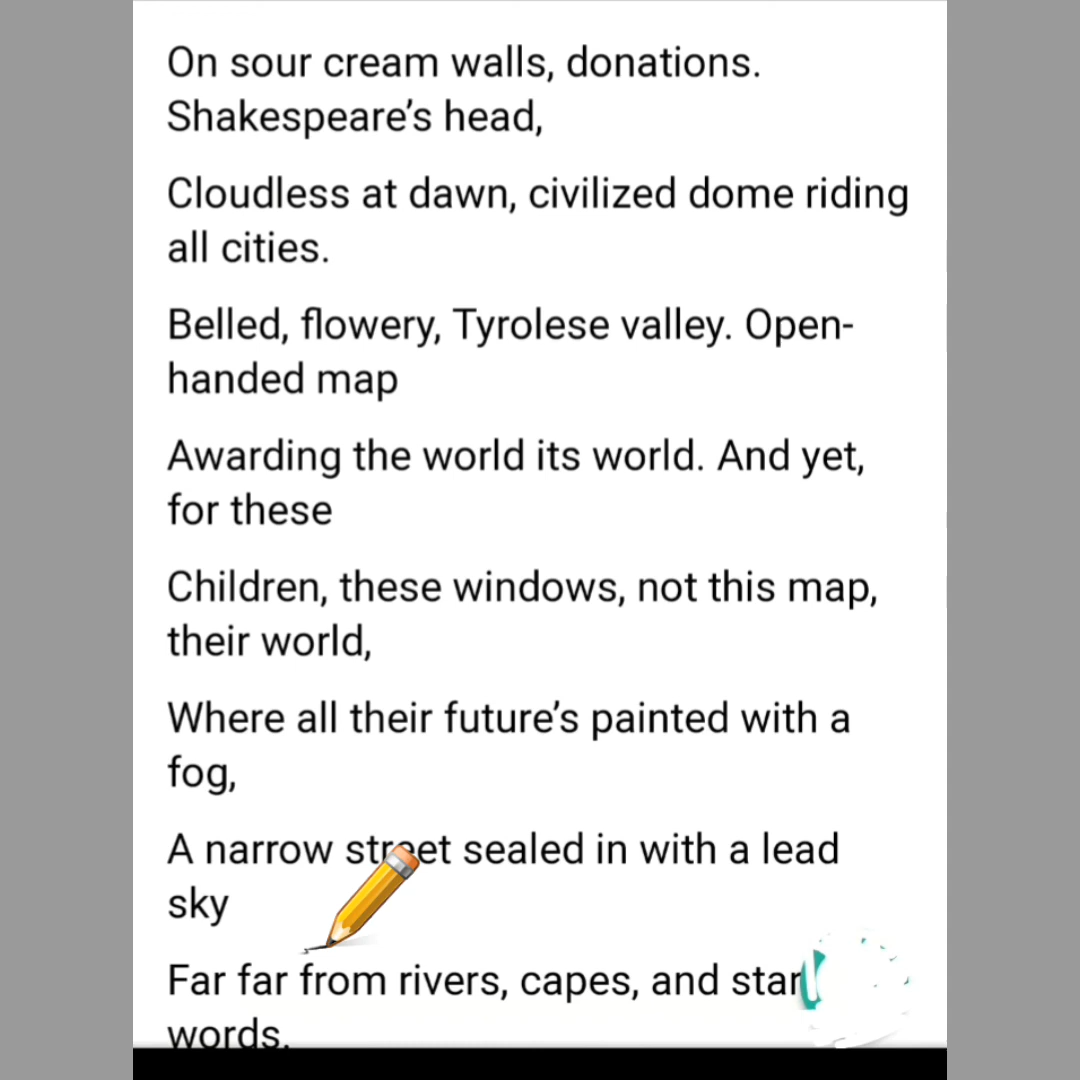 On sour cream walls, donations.
Shakespeare’s head,
Cloudless at dawn, civilized dome riding
all cities.
Belled, flowery, Tyrolese valley. Open-
handed map
Awarding the world its world. And yet,
for these
Children, these windows, not this map,
their world,
Where all their future’s painted with a
fog,
A narrow street sealed in with a lead
sky
Far far from rivers, capes, and
words.